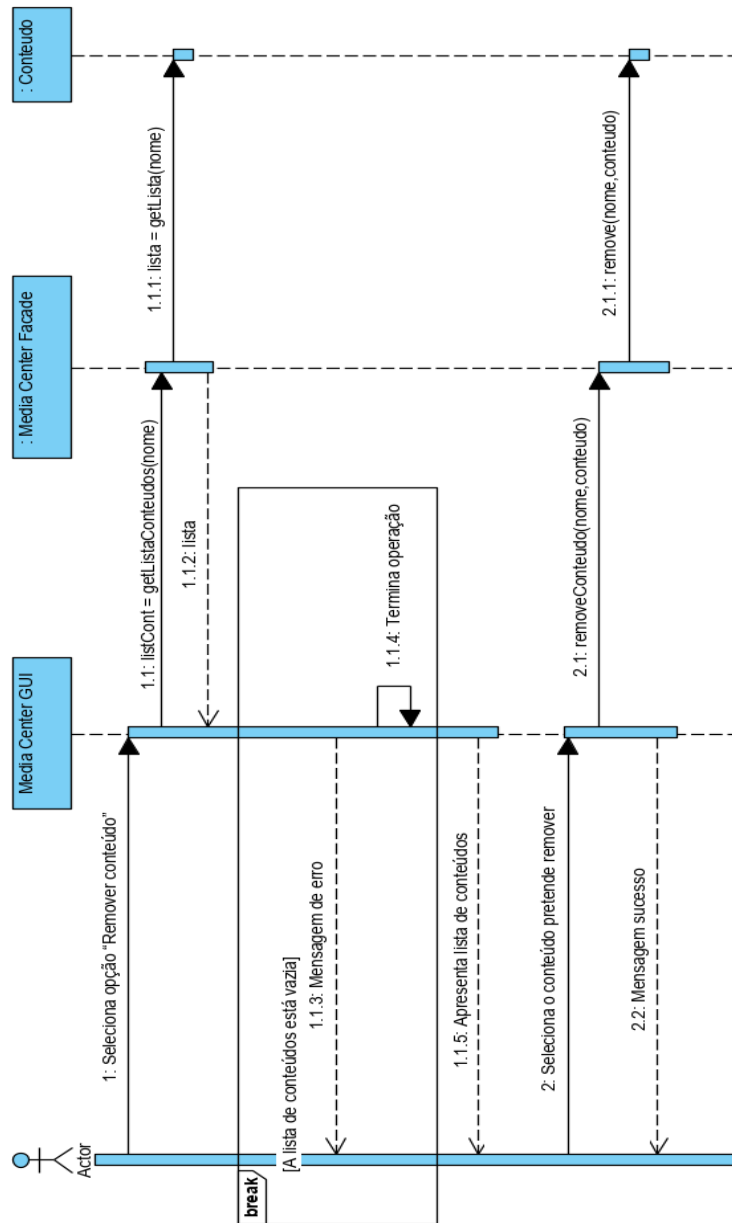 Actor
Media Center GUI
: Media Center Facade
: Conteudo
1: Seleciona opção "Remover conteúdo"
1.1: listCont = getListaConteudos(nome)
1.1.1: lista = getLista(nome)
1.1.2: lista
break
[A lista de conteúdos está vazia]
1.1.3: Mensagem de erro
1.1.4: Termina operação
1.1.5: Apresenta lista de conteúdos
2: Seleciona o conteúdo pretende remover
2.1: removeConteudo(nome,conteudo)
2.1.1: remove(nome,conteudo)
2.2: Mensagem sucesso